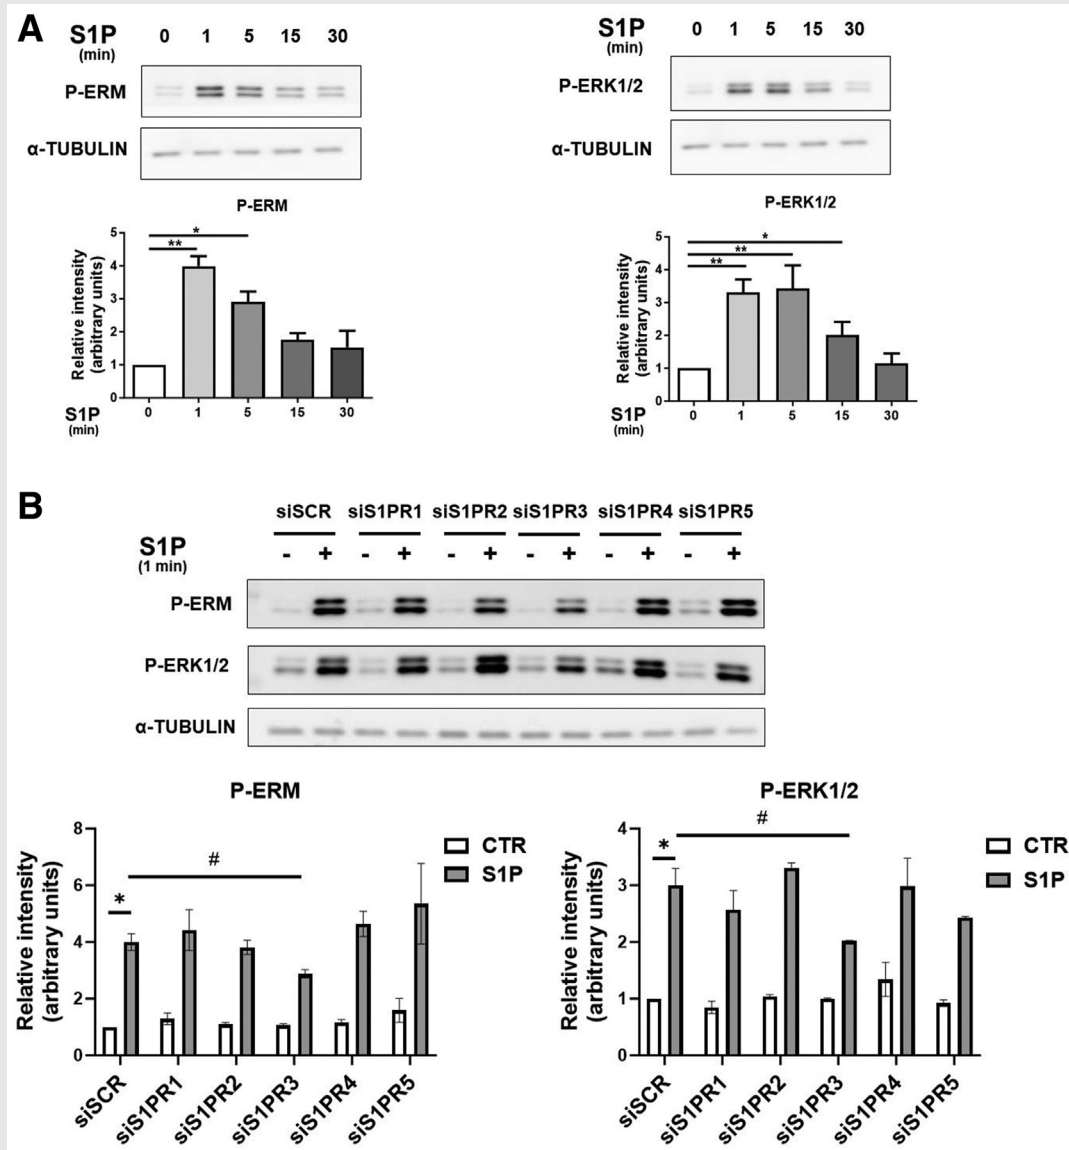 A
S1P 0 1 5 15 30
(min)
P-ERM
α-TUBULIN
P-ERM
Relative intensity
(arbitrary units)
5
4
3
2
1
0
*
**
S1P 0 1 5 15 30
(min)
S1P 0 1 5 15 30
(min)
P-ERK1/2
α-TUBULIN
P-ERK1/2
Relative intensity
(arbitrary units)
5
4
3
2
1
0
*
**
**
S1P 0 1 5 15 30
(min)
B
siSCR siS1PR1 siS1PR2 siS1PR3 siS1PR4 siS1PR5
S1P - + - + - + - + - + - +
(1 min)
P-ERM
P-ERK1/2
α-TUBULIN
P-ERM
Relative intensity
(arbitrary units)
8
6
4
2
0
#
*
CTR
S1P
siSCR siS1PR1 siS1PR2 siS1PR3 siS1PR4 siS1PR5
P-ERK1/2
Relative intensity
(arbitrary units)
4
3
2
1
0
#
*
CTR
S1P
siSCR siS1PR1 siS1PR2 siS1PR3 siS1PR4 siS1PR5